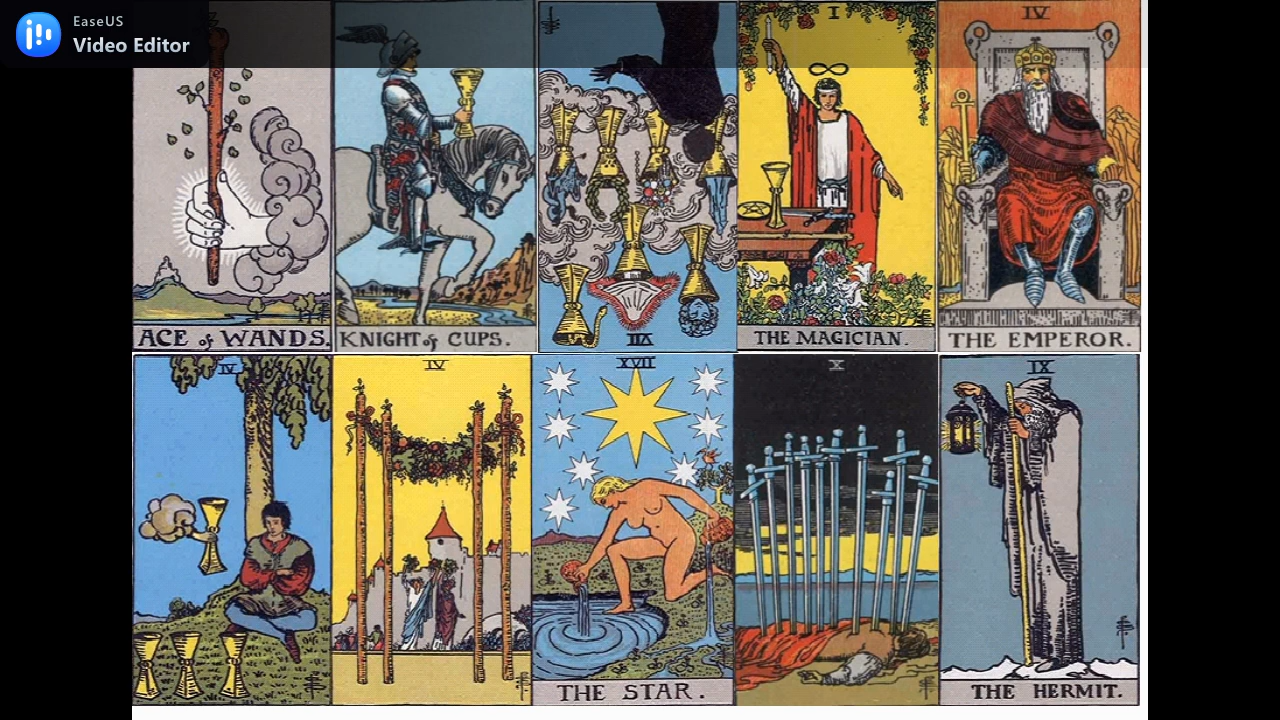 EaseUS
Video Editor
I
IV
ACE of WANDS.
KNIGHT of CUPS.
VII
THE MAGICIAN.
THE EMPEROR.
IV
IV
XVII
X
IX
THE STAR.
THE HERMIT.